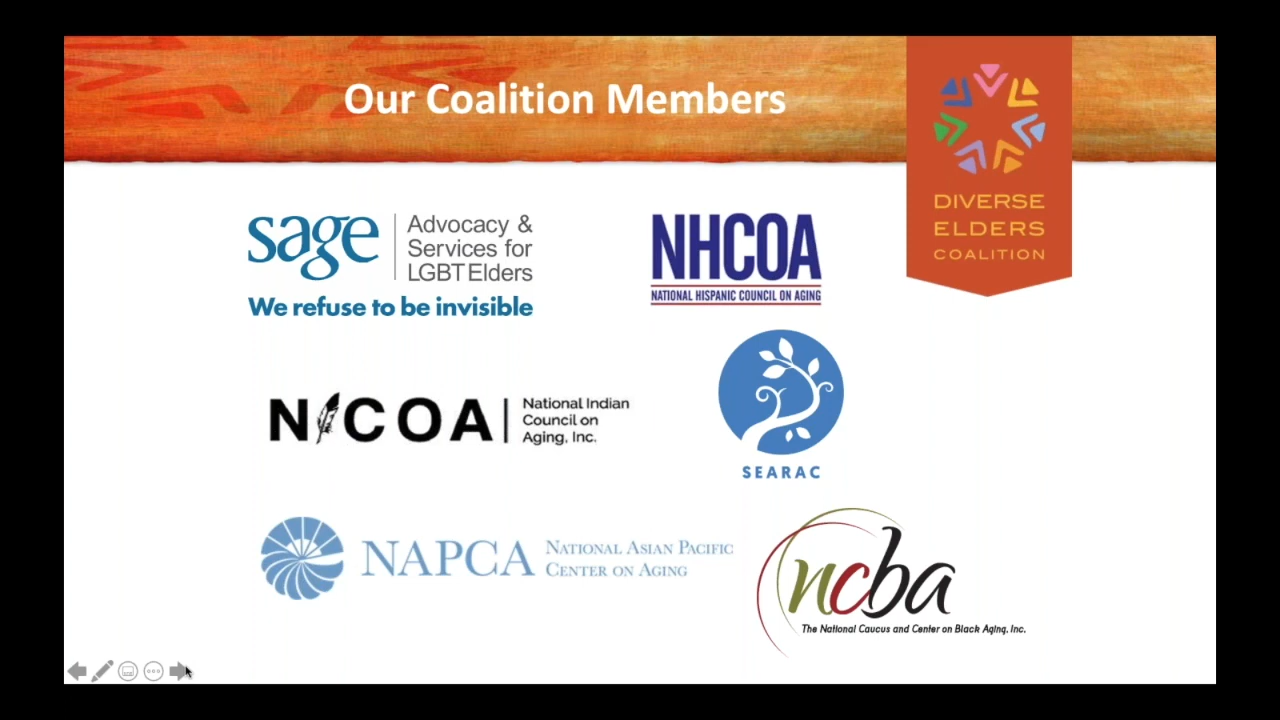 Our Coalition Members
DIVERSE
ELDERS
COALITION
sage
Advocacy &
Services for
LGBT Elders
We refuse to be invisible
NHCOA
NATIONAL HISPANIC COUNCIL ON AGING
NICOA
National Indian
Council on
Aging, Inc.
SEARAC
NAPCA
NATIONAL ASIAN PACIFIC
CENTER ON AGING
ncba
The National Caucus and Center on Black Aging, Inc.